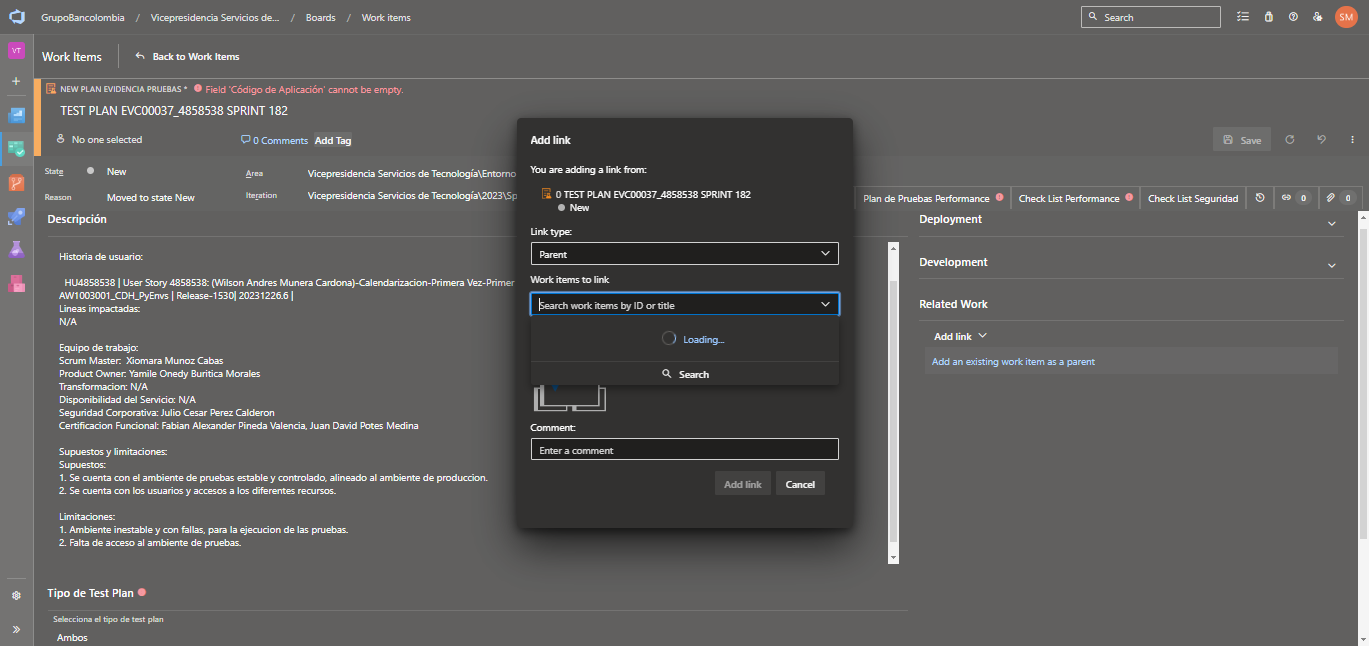 GrupoBancolombia / Vicepresidencia Servicios de... / Boards / Work items
Search
SM
VT
Work Items
Back to Work Items
NEW PLAN EVIDENCIA PRUEBAS * Field 'Código de Aplicación' cannot be empty.
TEST PLAN EVC00037_4858538 SPRINT 182
No one selected
0 Comments
Add Tag
Save
State
New
Area
Vicepresidencia Servicios de Tecnología\Entorno
Reason
Moved to state New
Iteration
Vicepresidencia Servicios de Tecnología\2023\Sp
Plan de Pruebas Performance
Check List Performance
Check List Seguridad
0
0
Descripción
Historia de usuario:
HU4858538 | User Story 4858538: (Wilson Andres Munera Cardona)-Calendarizacion-Primera Vez-Primer
AW1003001_CDH_PyEnvs | Release-1530| 20231226.6 |
Lineas impactadas:
N/A
Equipo de trabajo:
Scrum Master: Xiomara Munoz Cabas
Product Owner: Yamile Onedy Buritica Morales
Transformacion: N/A
Disponibilidad del Servicio: N/A
Seguridad Corporativa: Julio Cesar Perez Calderon
Certificacion Funcional: Fabian Alexander Pineda Valencia, Juan David Potes Medina
Supuestos y limitaciones:
Supuestos:
1. Se cuenta con el ambiente de pruebas estable y controlado, alineado al ambiente de produccion.
2. Se cuenta con los usuarios y accesos a los diferentes recursos.
Limitaciones:
1. Ambiente inestable y con fallas, para la ejecucion de las pruebas.
2. Falta de acceso al ambiente de pruebas.
Tipo de Test Plan
Selecciona el tipo de test plan
Ambos
Add link
You are adding a link from:
0 TEST PLAN EVC00037_4858538 SPRINT 182
New
Link type:
Parent
Work items to link
Search work items by ID or title
Loading...
Search
Comment:
Enter a comment
Add link
Cancel
Deployment
Development
Related Work
Add link
Add an existing work item as a parent